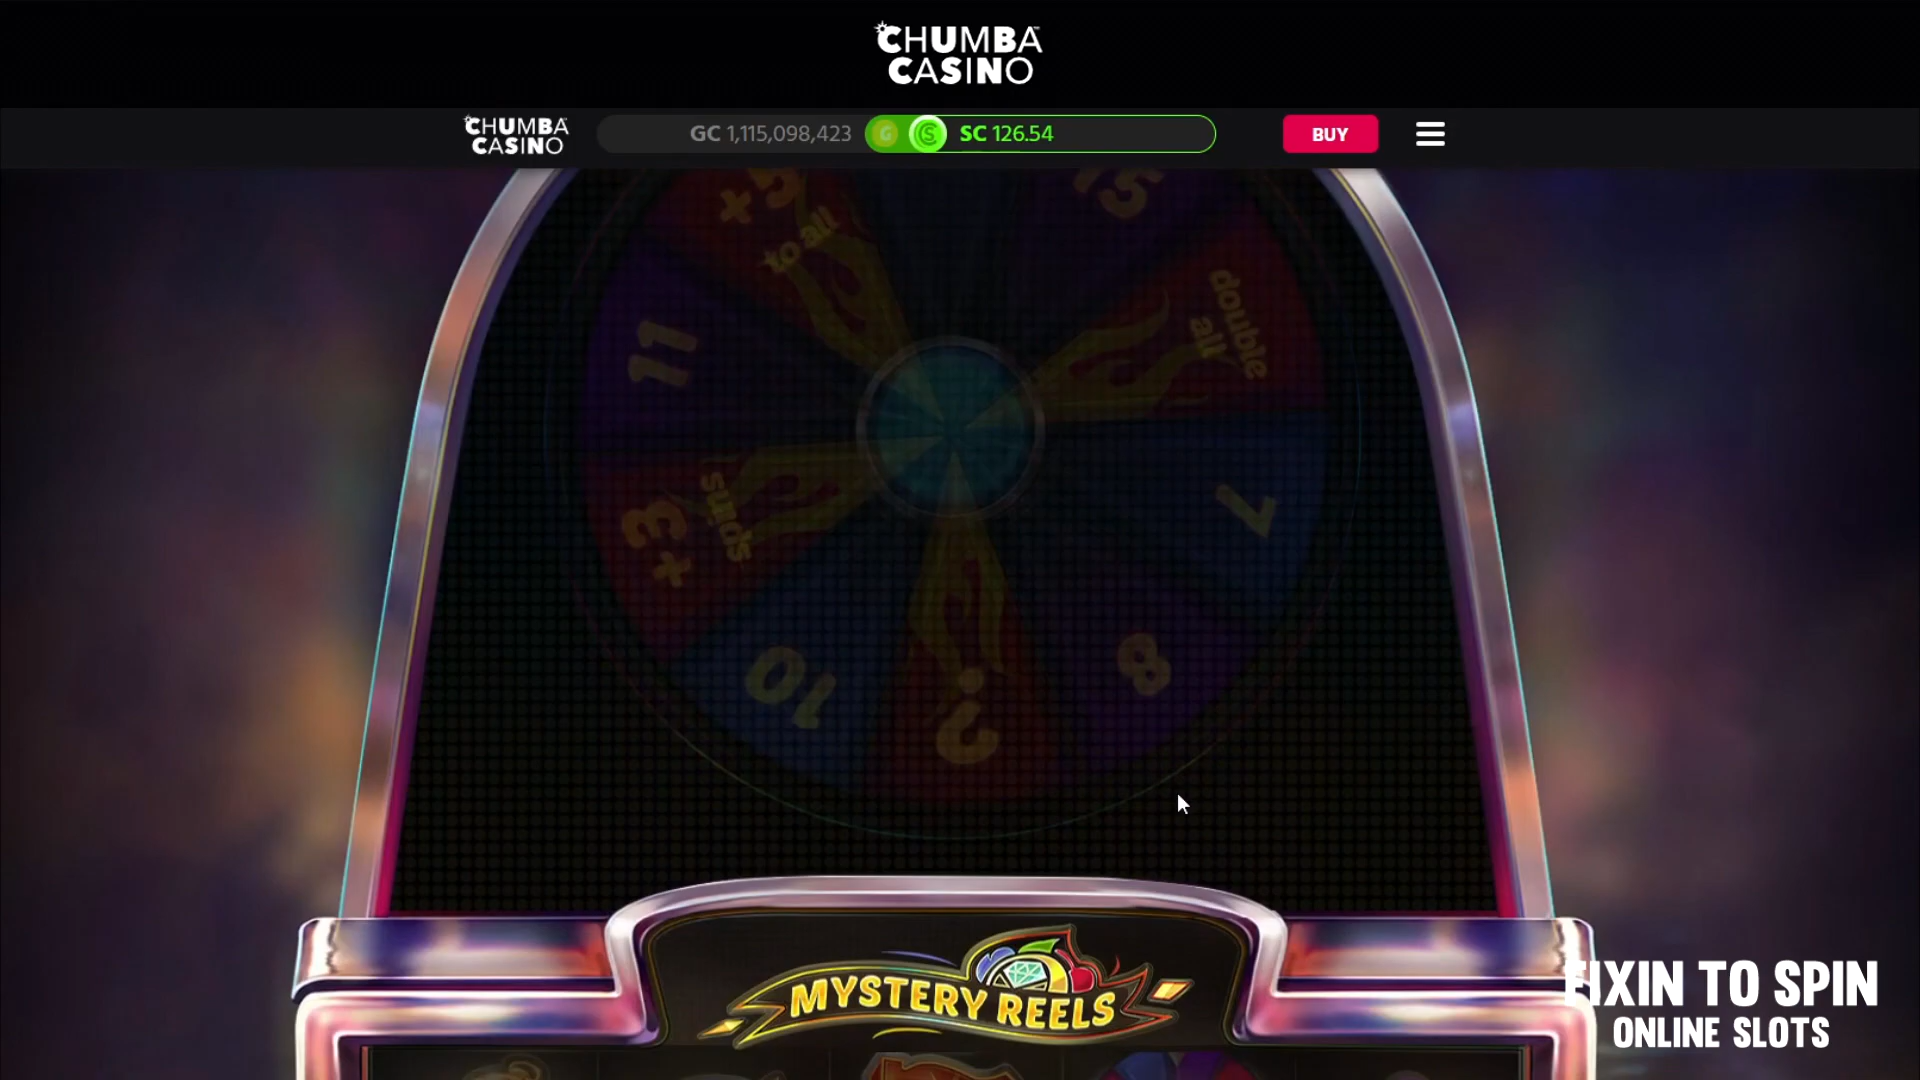 CHUMBA
CASINO
CHUMBA
CASINO
GC 1,115,098,423
G
S
SC 126.54
BUY
+5
to all
15
double
all
11
7
+3
spins
8
10
?
MYSTERY REELS
FIXIN TO SPIN
ONLINE SLOTS